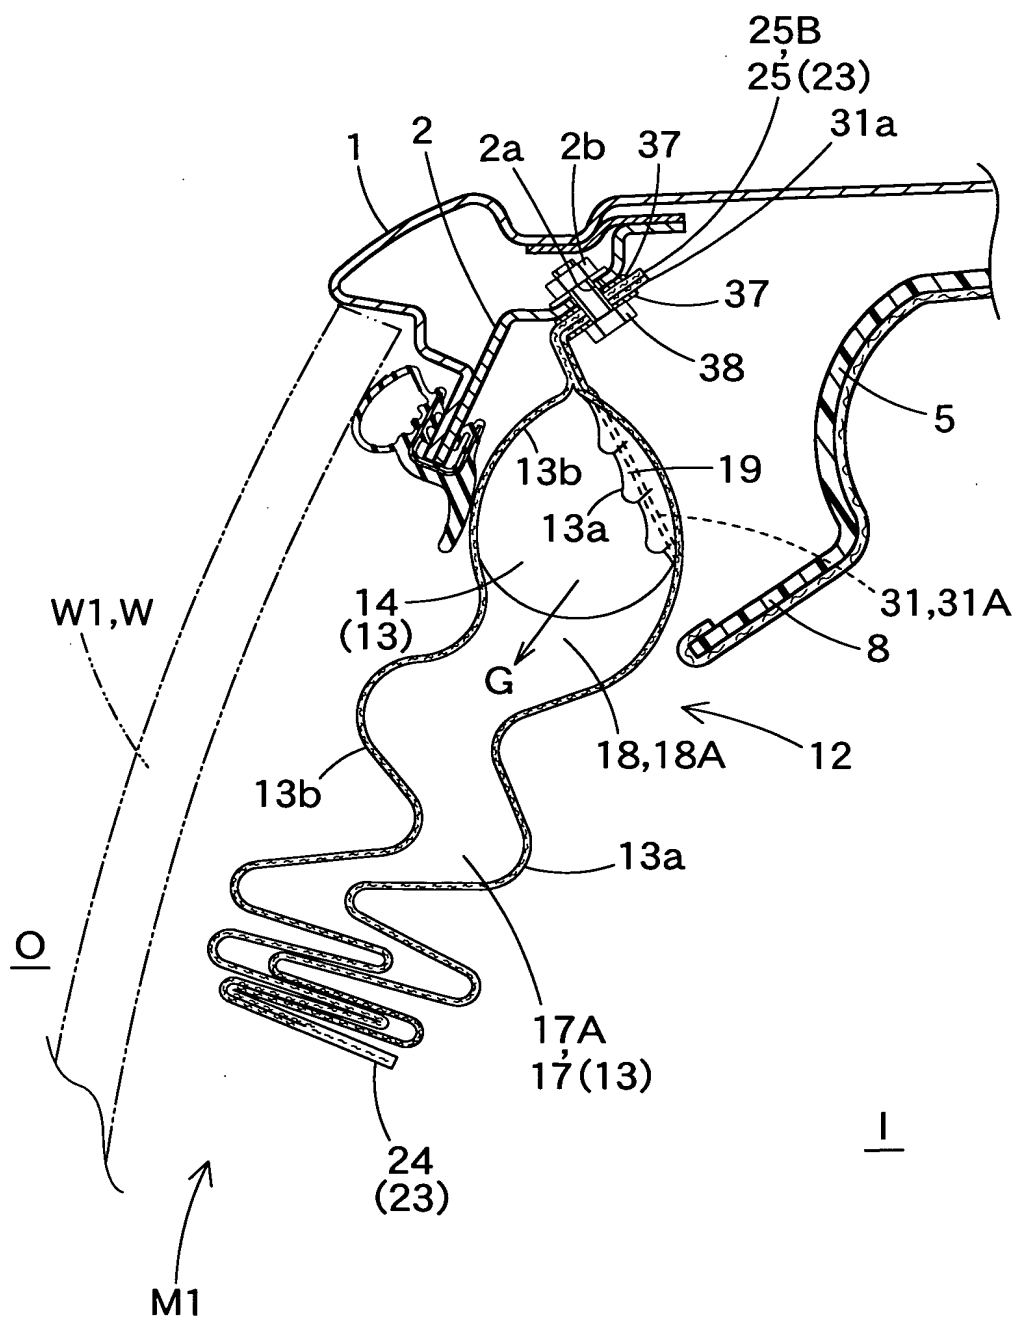 25B
,
25(23)
31a
1
2
2a
2b
37
37
38
5
13b
19
13a
14
(13)
31,31A
W1,W
8
G
18,18A
12
13b
13a
O
17A
,
17(13)
I
24
(23)
M1